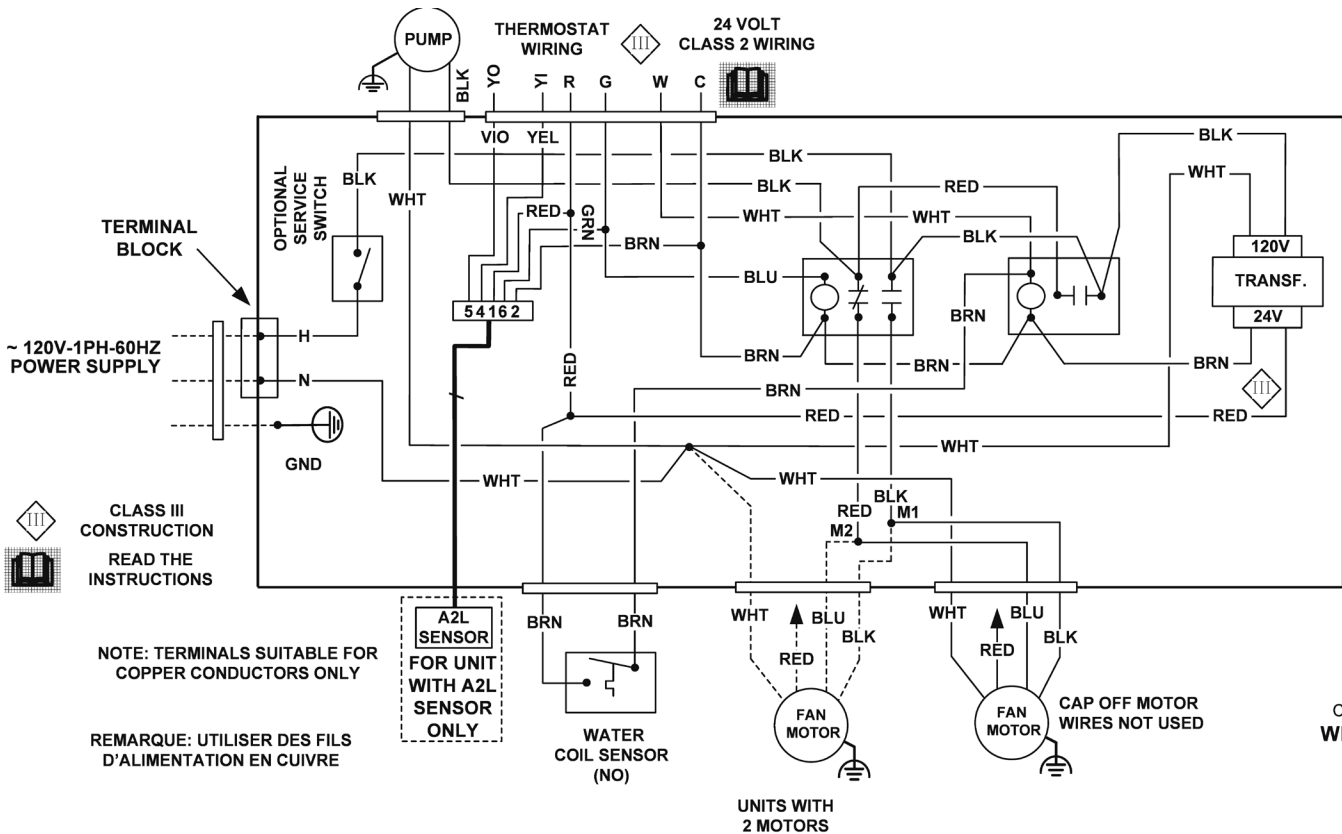 PUMP
BLK
THERMOSTAT
WIRING
III
24 VOLT
CLASS 2 WIRING
YO
YI
R
G
W
C
VIO
YEL
OPTIONAL
SERVICE
SWITCH
BLK
WHT
BLK
BLK
RED
BLK
WHT
RED
GRN
BRN
WHT
WHT
BLK
BLU
TERMINAL
BLOCK
120V
TRANSF.
24V
5 4 1 6 2
H
N
~ 120V-1PH-60HZ
POWER SUPPLY
GND
RED
BRN
BRN
BRN
BRN
BRN
III
RED
RED
WHT
WHT
WHT
BLK
RED
M1
M2
III
CLASS III
CONSTRUCTION
READ THE
INSTRUCTIONS
NOTE: TERMINALS SUITABLE FOR
COPPER CONDUCTORS ONLY
REMARQUE: UTILISER DES FILS
D'ALIMENTATION EN CUIVRE
A2L
SENSOR
FOR UNIT
WITH A2L
SENSOR
ONLY
BRN
BRN
WATER
COIL SENSOR
(NO)
WHT
BLU
BLK
RED
FAN
MOTOR
UNITS WITH
2 MOTORS
WHT
BLU
BLK
RED
FAN
MOTOR
CAP OFF MOTOR
WIRES NOT USED